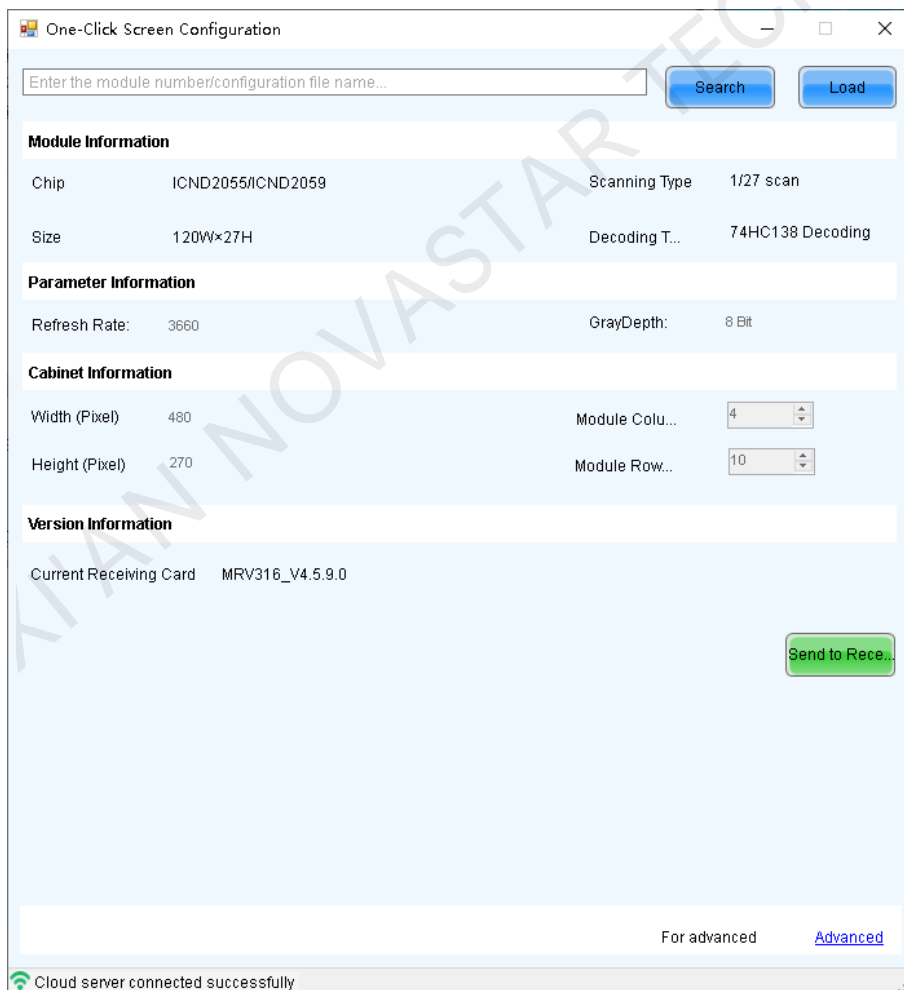 One-Click Screen Configuration
Enter the module number/configuration file name...
Search
Load
Module Information
Chip ICND2055/ICND2059 Scanning Type 1/27 scan
Size 120W×27H Decoding T... 74HC138 Decoding
Parameter Information
Refresh Rate: 3660 GrayDepth: 8 Bit
Cabinet Information
Width (Pixel) 480 Module Colu... 4
Height (Pixel) 270 Module Row... 10
Version Information
Current Receiving Card MRV316_V4.5.9.0
Send to Rece...
For advanced Advanced
Cloud server connected successfully
XI'AN NOVASTAR TECH